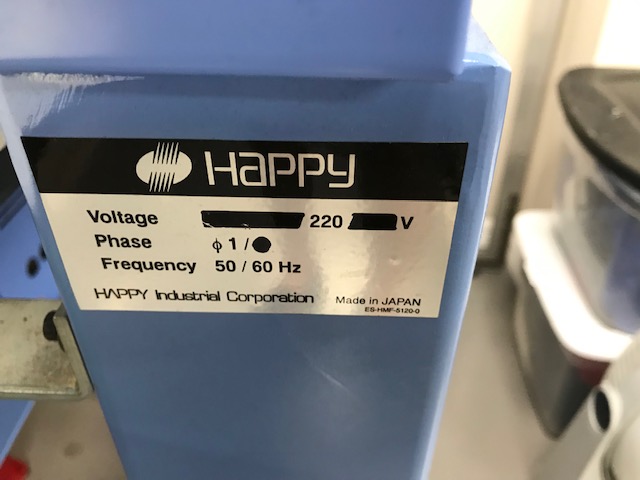 HAPPY
Voltage 220 V
Phase ϕ 1 /
Frequency 50 / 60 Hz
HAPPY Industrial Corporation Made in JAPAN
ES-HMF-5120-0